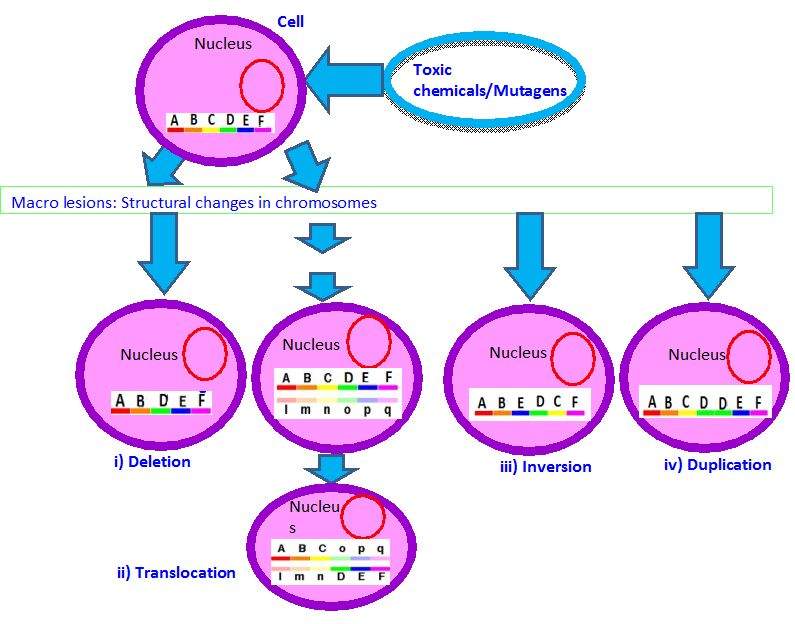 Cell
Nucleus
A B C D E F
Toxic
chemicals/Mutagens
Macro lesions: Structural changes in chromosomes
Nucleus
A B D E F
i) Deletion
Nucleus
A B C D E F
l m n o p q
Nucleus
A B E D C F
iii) Inversion
Nucleus
A B C D D E F
iv) Duplication
Nucleu
s
A B C o p q
l m n D E F
ii) Translocation